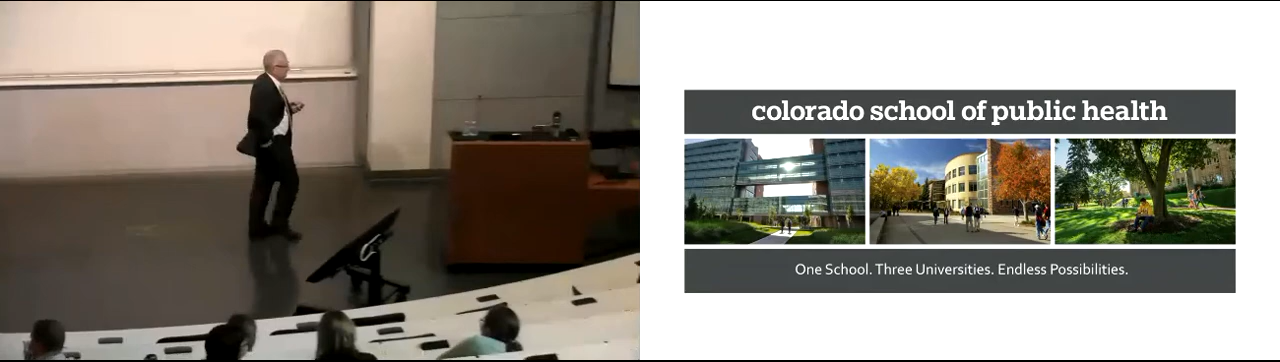 colorado school of public health
One School. Three Universities. Endless Possibilities.